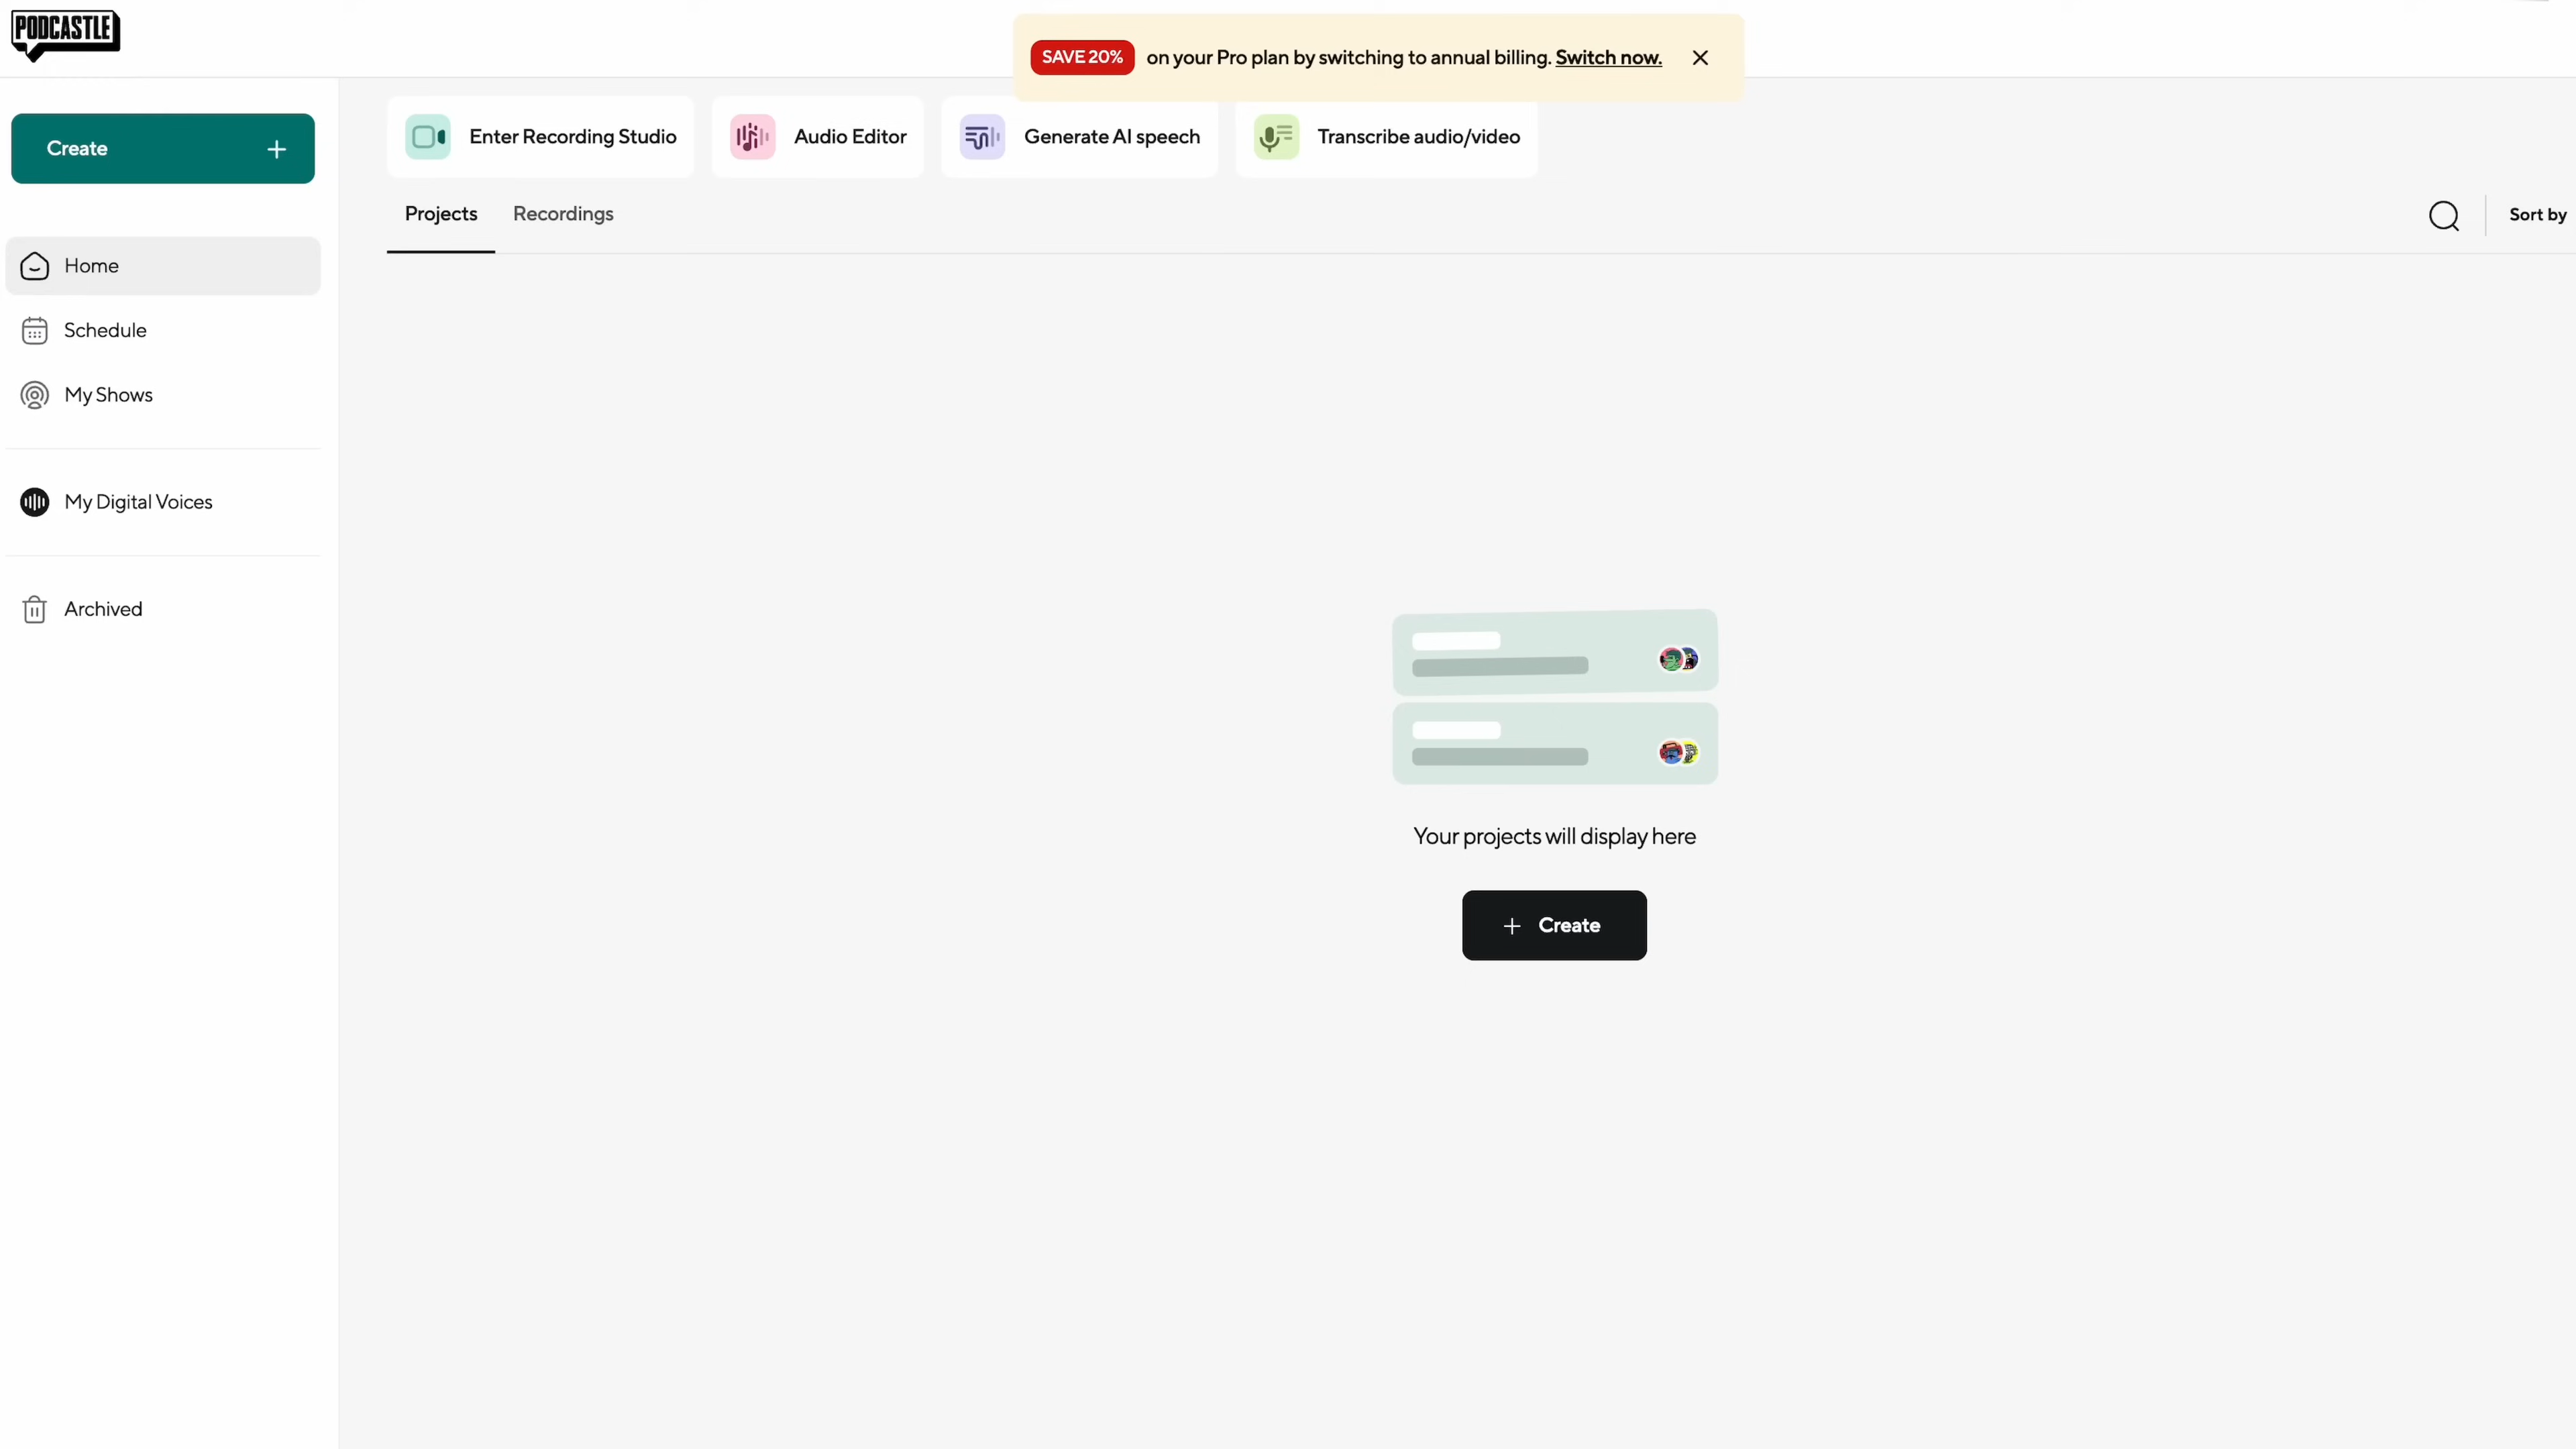 PODCASTLE
SAVE 20% on your Pro plan by switching to annual billing. Switch now.
Create
Enter Recording Studio
Audio Editor
Generate AI speech
Transcribe audio/video
Projects
Recordings
Sort by
Home
Schedule
My Shows
My Digital Voices
Archived
Your projects will display here
Create